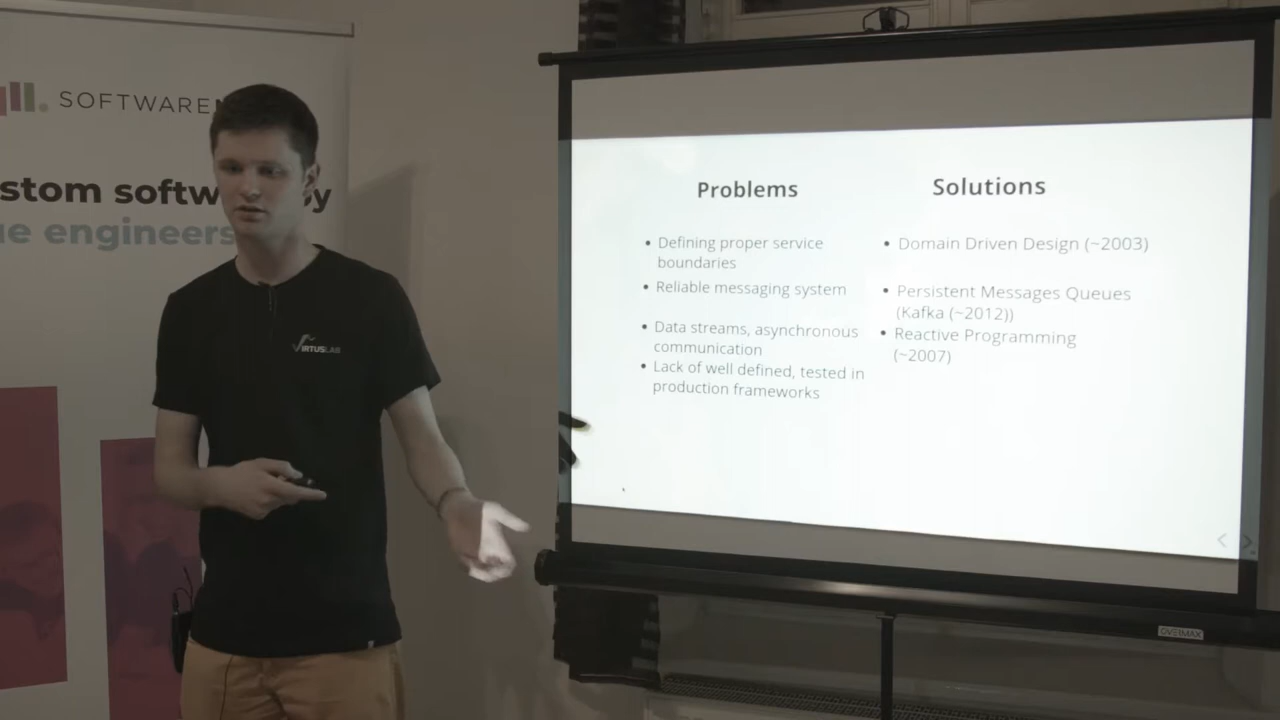 SOFTWARE
stom softw y
ue engineers
VIRTUSLAB
Problems
• Defining proper service
boundaries
• Reliable messaging system
• Data streams, asynchronous
communication
• Lack of well defined, tested in
production frameworks
Solutions
• Domain Driven Design (~2003)
• Persistent Messages Queues
(Kafka (~2012))
• Reactive Programming
(~2007)
OVERMAX